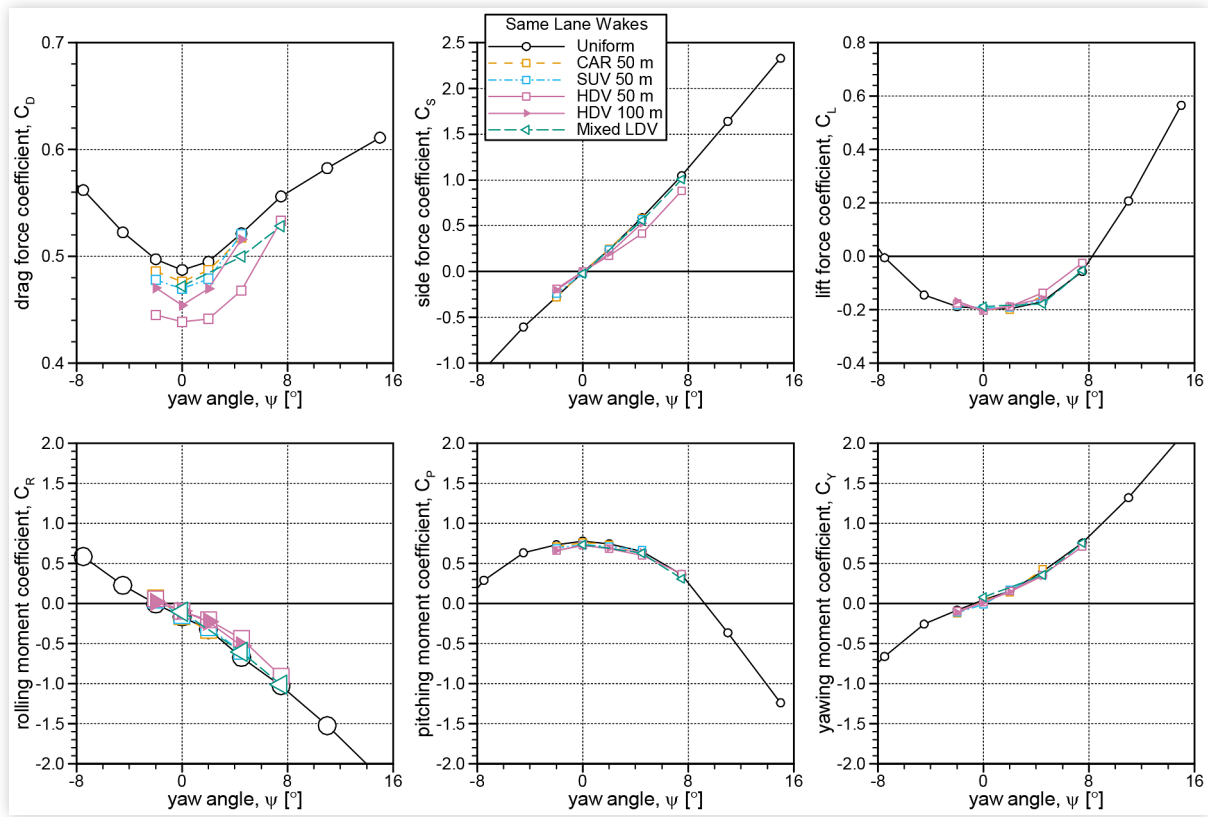 Same Lane Wakes
Uniform
CAR 50 m
SUV 50 m
HDV 50 m
HDV 100 m
Mixed LDV
drag force coefficient, C_D
0.7
0.6
0.5
0.4
-8 0 8 16
yaw angle, ψ [°]
side force coefficient, C_S
2.5
2.0
1.5
1.0
0.5
0.0
-0.5
-1.0
-8 0 8 16
yaw angle, ψ [°]
lift force coefficient, C_L
0.8
0.6
0.4
0.2
0.0
-0.2
-0.4
-8 0 8 16
yaw angle, ψ [°]
rolling moment coefficient, C_R
2.0
1.5
1.0
0.5
0.0
-0.5
-1.0
-1.5
-2.0
-8 0 8 16
yaw angle, ψ [°]
pitching moment coefficient, C_P
2.0
1.5
1.0
0.5
0.0
-0.5
-1.0
-1.5
-2.0
-8 0 8 16
yaw angle, ψ [°]
yawing moment coefficient, C_Y
2.0
1.5
1.0
0.5
0.0
-0.5
-1.0
-1.5
-2.0
-8 0 8 16
yaw angle, ψ [°]